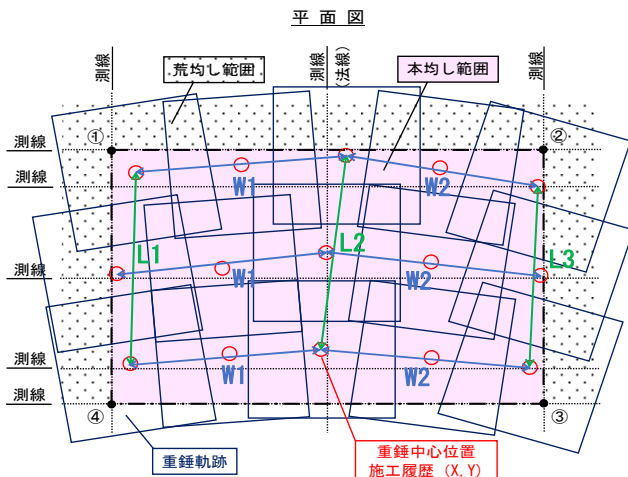 平 面 図
測線
測線
(法線)
測線
荒均し範囲
本均し範囲
①
②
測線
測線
W1
W2
L1
L2
L3
測線
W1
W2
測線
W1
W2
測線
④
③
重錘軌跡
重錘中心位置
施工履歴 (X, Y)